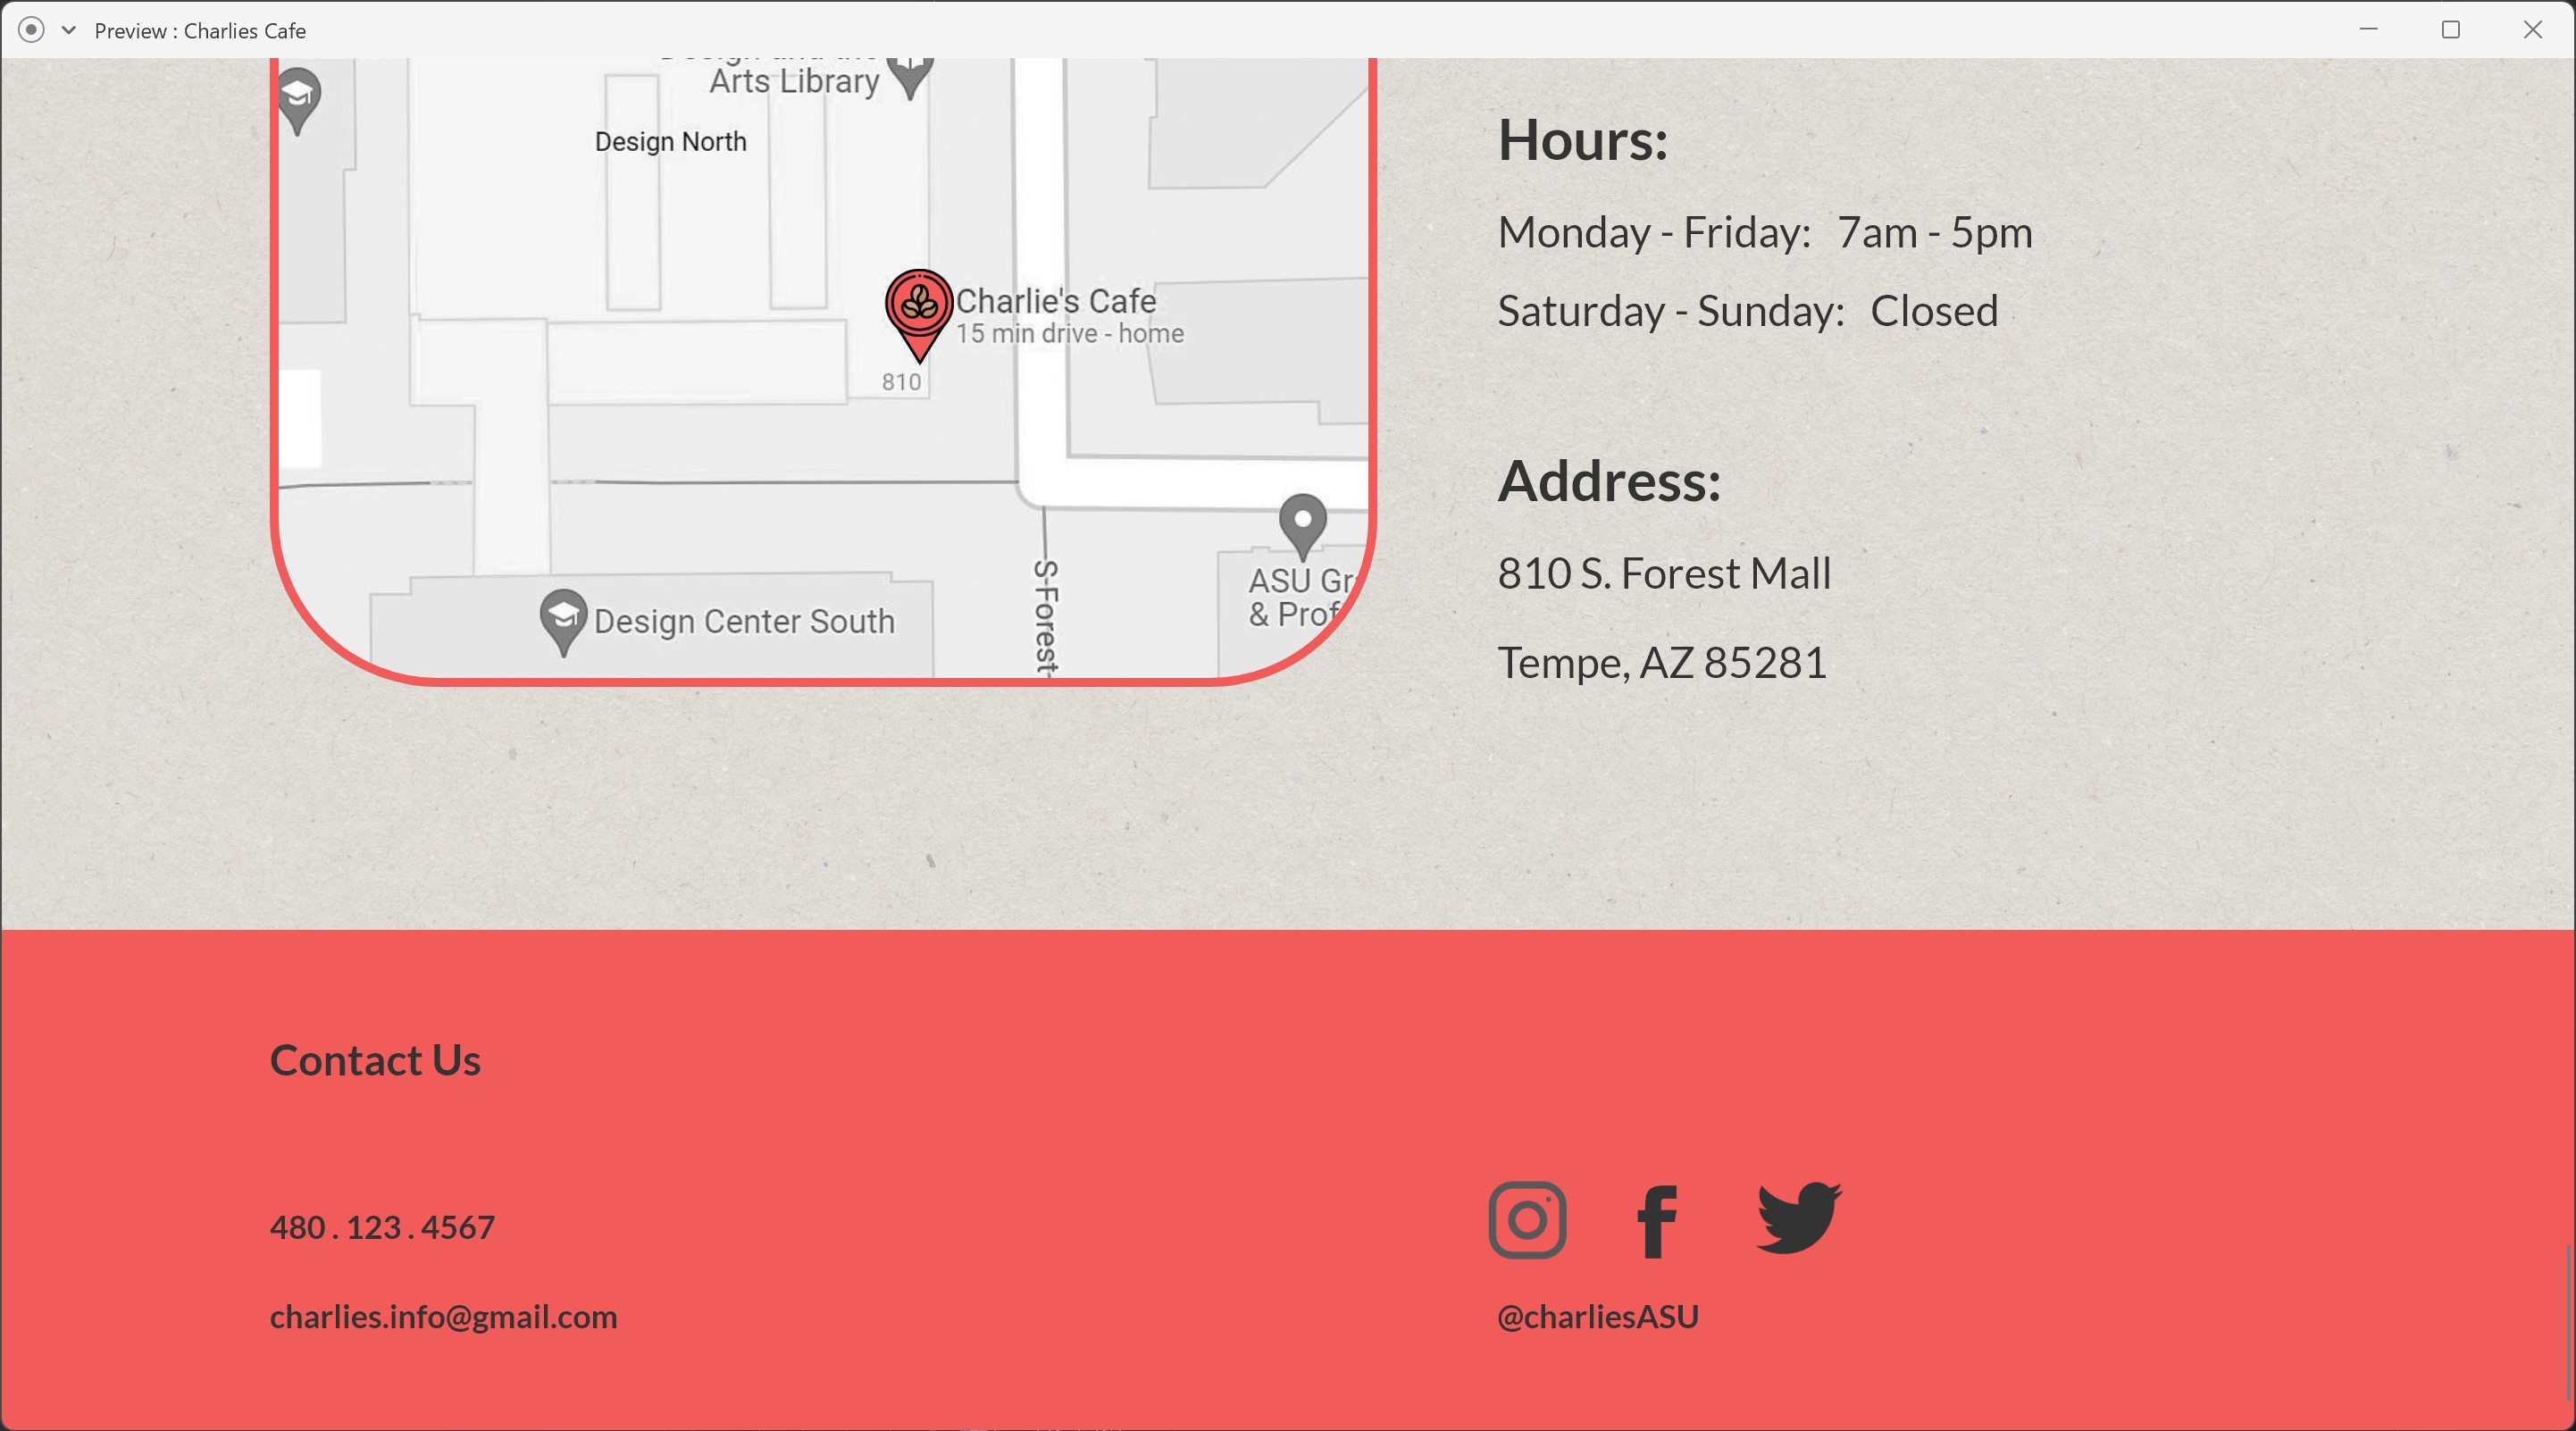 Preview : Charlies Cafe
Arts Library
Design North
Charlie's Cafe
15 min drive - home
810
Design Center South
S Forest
ASU
& Prof
Hours:
Monday - Friday: 7am - 5pm
Saturday - Sunday: Closed
Address:
810 S. Forest Mall
Tempe, AZ 85281
Contact Us
480 . 123 . 4567
charlies.info@gmail.com
@charliesASU